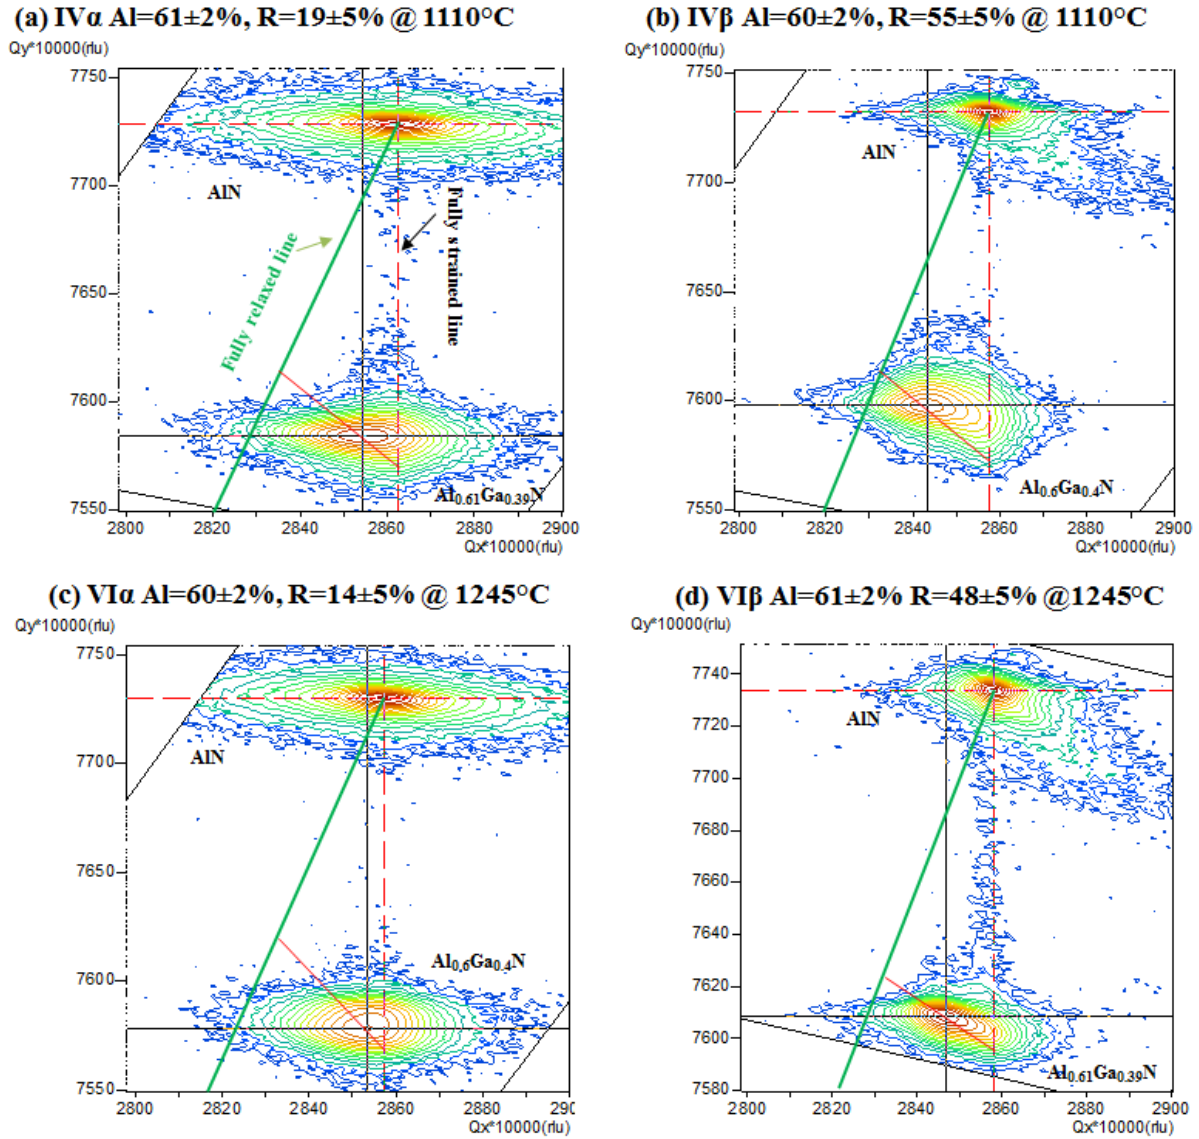 (a) IVα Al=61±2%, R=19±5% @ 1110°C
Qy*10000(rlu)
7750
7700
7650
7600
7550
AlN
Fully relaxed line
Fully strained line
Al0.61Ga0.39N
2800 2820 2840 2860 2880 2900
Qx*10000(rlu)
(b) IVβ Al=60±2%, R=55±5% @ 1110°C
Qy*10000(rlu)
7750
7700
7650
7600
7550
AlN
Al0.6Ga0.4N
2800 2820 2840 2860 2880 2900
Qx*10000(rlu)
(c) VIα Al=60±2%, R=14±5% @ 1245°C
Qy*10000(rlu)
7750
7700
7650
7600
7550
AlN
Al0.6Ga0.4N
2800 2820 2840 2860 2880 290
Qx*10000(rlu)
(d) VIβ Al=61±2% R=48±5% @1245°C
Qy*10000(rlu)
7740
7720
7700
7680
7660
7640
7620
7600
7580
AlN
Al0.61Ga0.39N
2800 2820 2840 2860 2880 2900
Qx*10000(rlu)